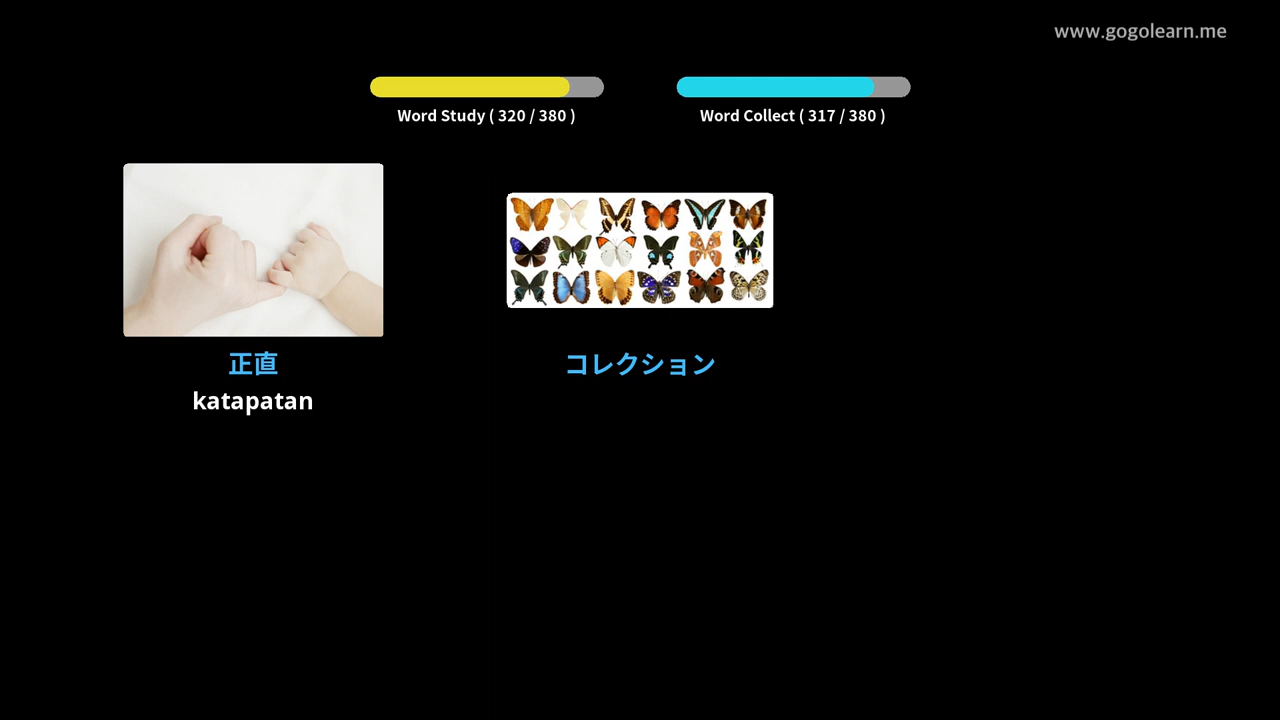 www.gogolearn.me
Word Study ( 320 / 380 )
Word Collect ( 317 / 380 )
正直
katapatan
コレクション